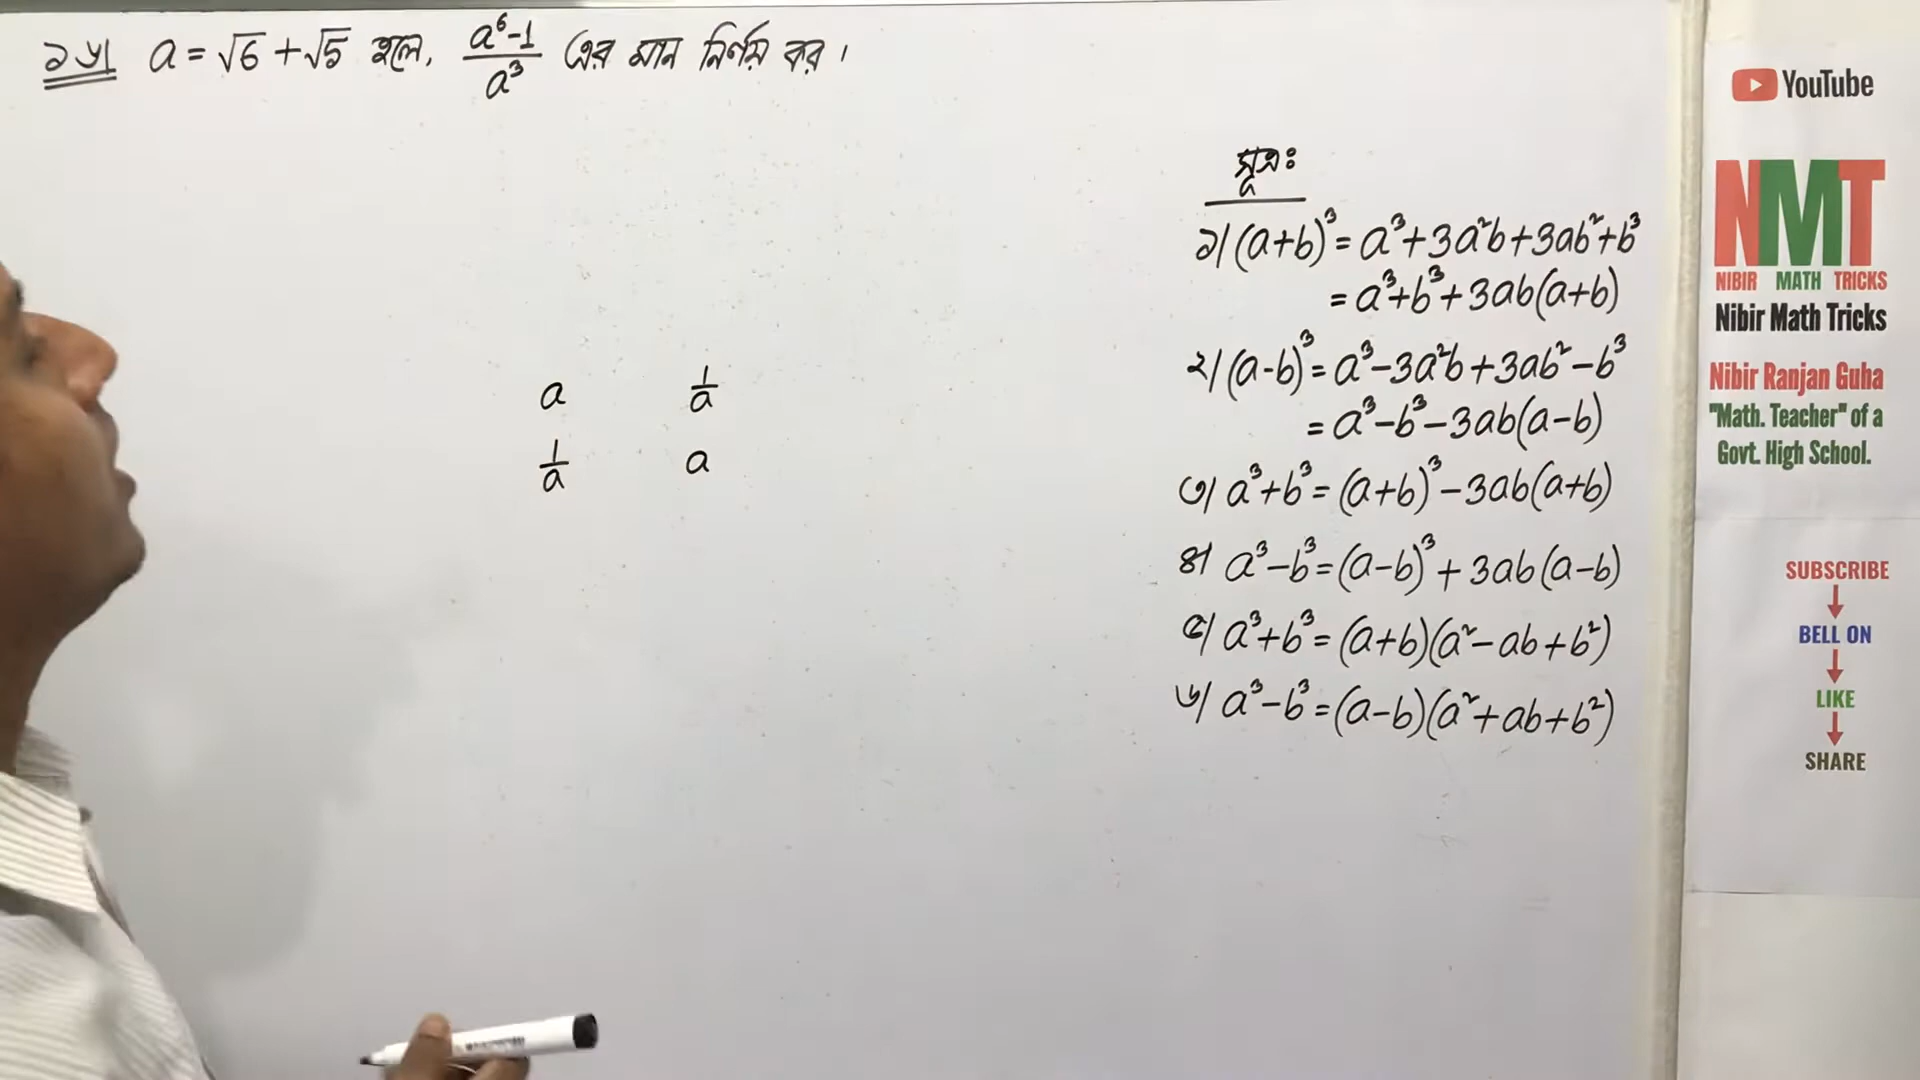 ১৬। a = √6 + √5 হলে, (a⁶-1)/a³ এর মান নির্ণয় কর।
a 1/a
1/a a
সূত্রঃ
১। (a+b)³ = a³+3a²b+3ab²+b³
= a³+b³+3ab(a+b)
২। (a-b)³ = a³-3a²b+3ab²-b³
= a³-b³-3ab(a-b)
৩। a³+b³ = (a+b)³-3ab(a+b)
৪। a³-b³ = (a-b)³+3ab(a-b)
৫। a³+b³ = (a+b)(a²-ab+b²)
৬। a³-b³ = (a-b)(a²+ab+b²)
YouTube
NMT
NIBIR MATH TRICKS
Nibir Math Tricks
Nibir Ranjan Guha
"Math. Teacher" of a
Govt. High School.
SUBSCRIBE
↓
BELL ON
↓
LIKE
↓
SHARE